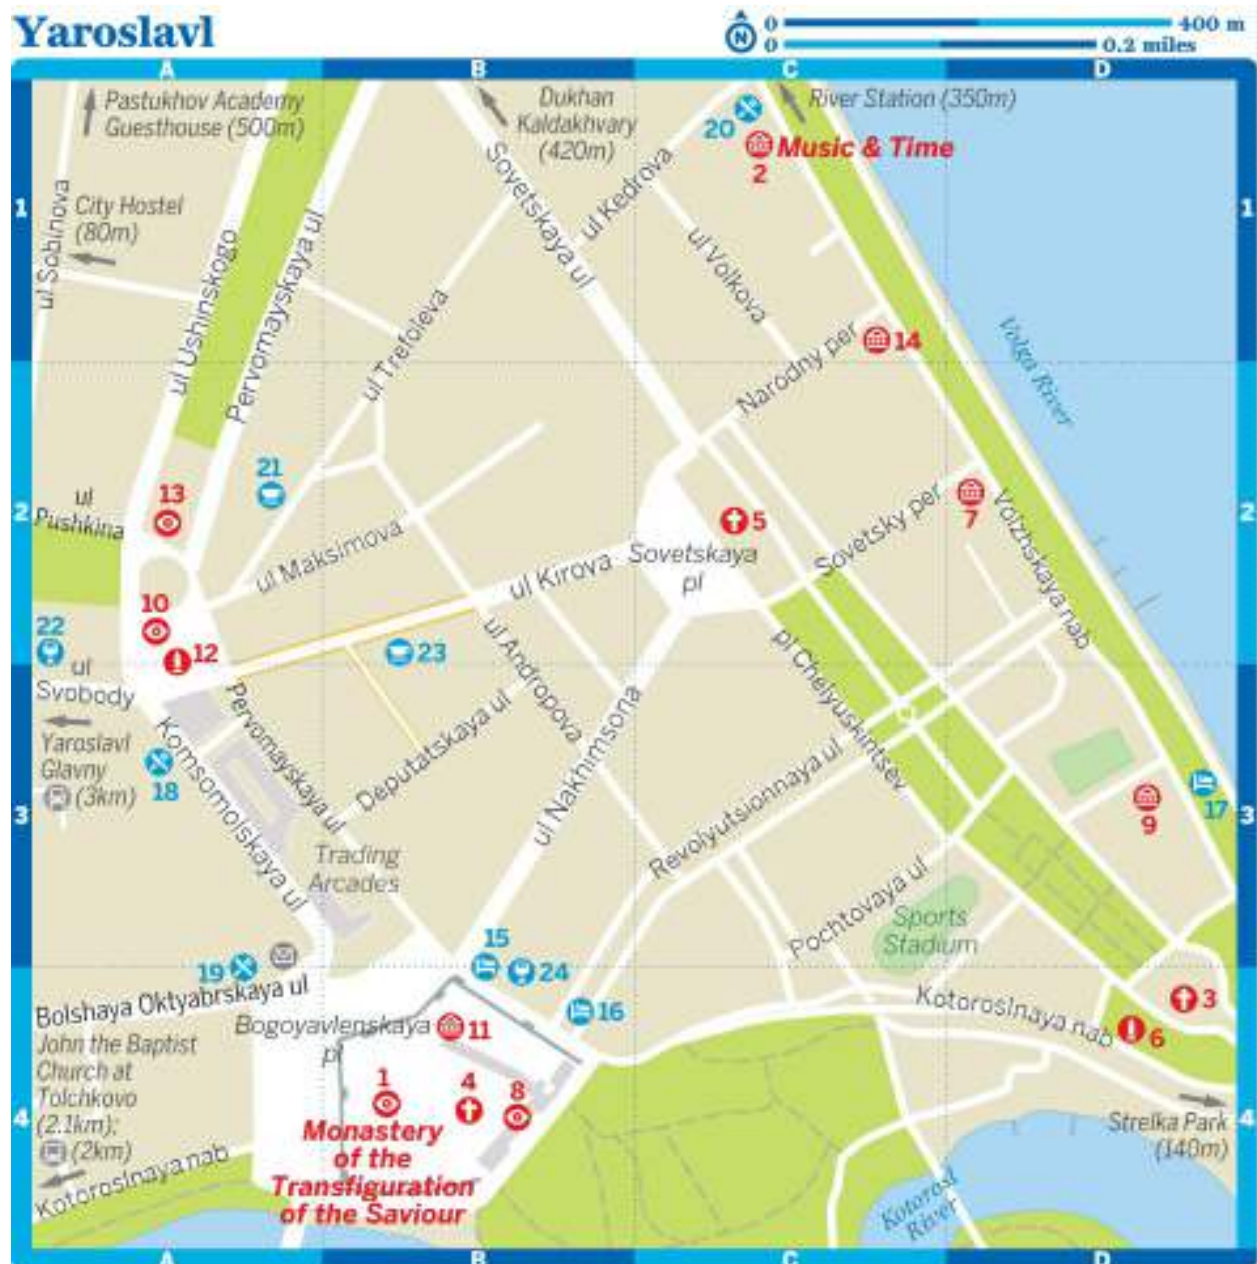 Yaroslavl
N
0
400 m
0
0.2 miles
A
B
C
D
Pastukhov Academy
Guesthouse (500m)
Dukhan
Kaldakhvary
(420m)
River Station (350m)
20
Music & Time
2
1
1
City Hostel
(80m)
ul Sobinova
ul Ushinskogo
Pervomayskaya ul
ul Trefoleva
Sovetskaya ul
ul Kedrova
ul Volkova
Narodny per
14
Volga River
21
13
ul
Pushkina
2
2
ul Maksimova
ul Kirova
Sovetskaya
pl
5
Sovetsky per
7
Volzhskaya nab
10
12
22
ul
Svobody
23
ul Andropova
pl Chelyuskintsev
Yaroslavl
Glavny
(3km)
18
Komsomolskaya ul
Pervomayskaya ul
Deputatskaya ul
ul Nakhimsona
Revolyutsionnaya ul
3
3
17
9
Trading
Arcades
Pochtovaya ul
Sports
Stadium
15
24
19
16
Bolshaya Oktyabrskaya ul
Bogoyavlenskaya
pl
11
Kotoroslnaya nab
3
6
John the Baptist
Church at
Tolchkovo
(2.1km);
(2km)
1
4
8
Monastery
of the
Transfiguration
of the Saviour
4
4
Strelka Park
(140m)
Kotoroslnaya nab
Kotorosl
River
A
B
C
D